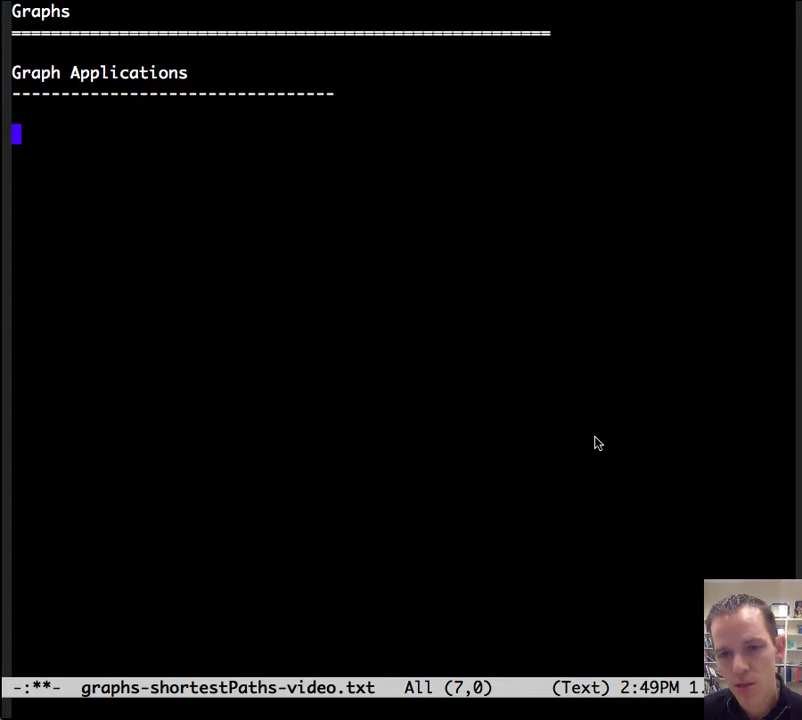 Graphs
=======================================================
Graph Applications
---------------------------------
-:**-  graphs-shortestPaths-video.txt   All (7,0)      (Text) 2:49PM 1.